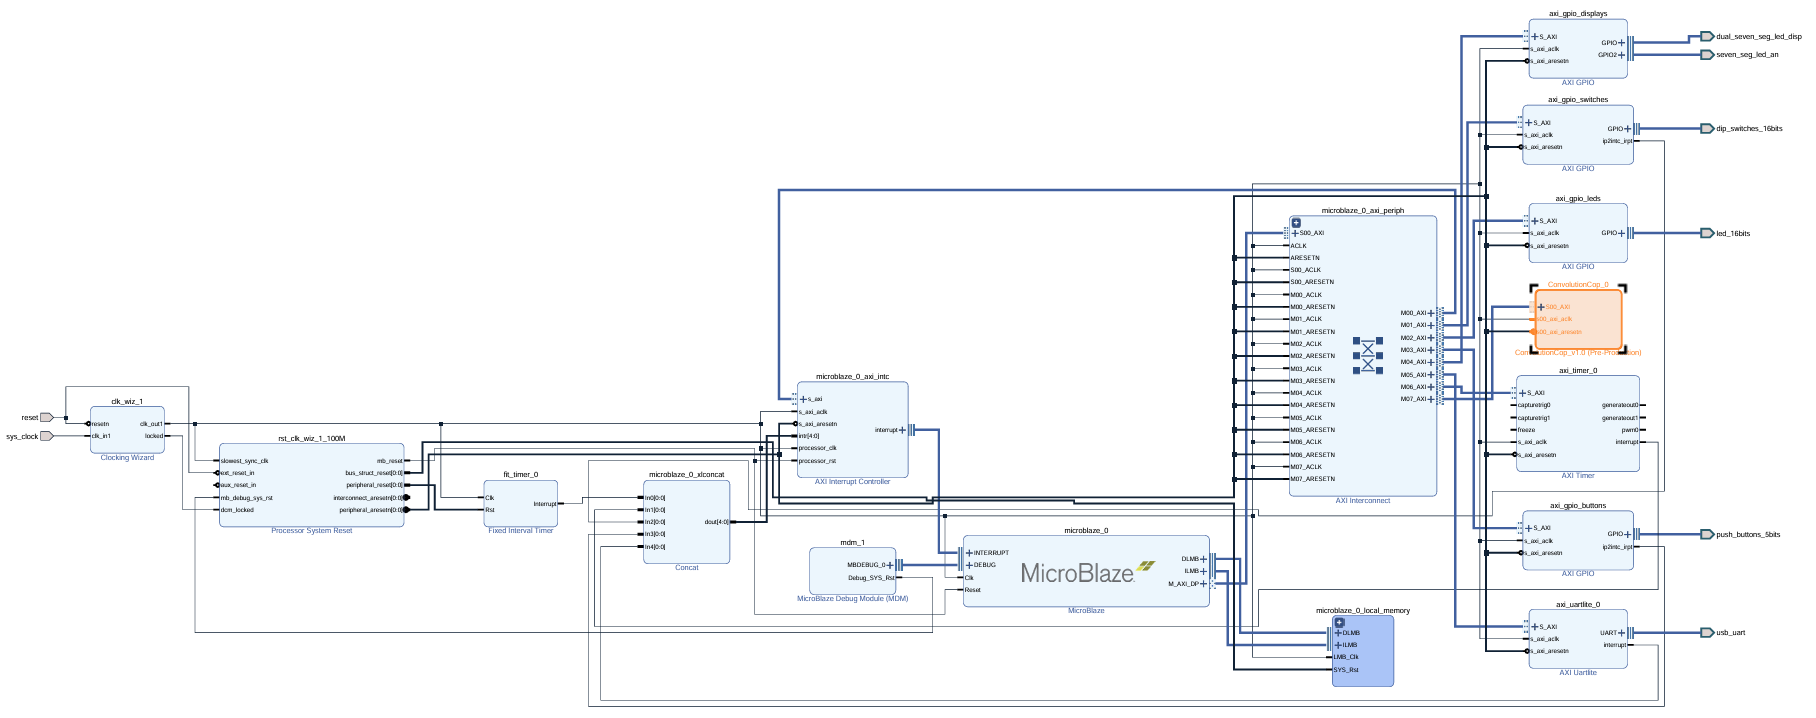 reset
sys_clock
clk_wiz_1
resetn
clk_in1
clk_out1
locked
Clocking Wizard
rst_clk_wiz_1_100M
slowest_sync_clk
ext_reset_in
aux_reset_in
mb_debug_sys_rst
dcm_locked
mb_reset
bus_struct_reset[0:0]
peripheral_reset[0:0]
interconnect_aresetn[0:0]
peripheral_aresetn[0:0]
Processor System Reset
fit_timer_0
Clk
Rst
Interrupt
Fixed Interval Timer
microblaze_0_xlconcat
In0[0:0]
In1[0:0]
In2[0:0]
In3[0:0]
In4[0:0]
dout[4:0]
Concat
microblaze_0_axi_intc
s_axi
s_axi_aclk
s_axi_aresetn
intr[4:0]
processor_clk
processor_rst
interrupt
AXI Interrupt Controller
mdm_1
MBDEBUG_0
Debug_SYS_Rst
MicroBlaze Debug Module (MDM)
microblaze_0
INTERRUPT
DEBUG
Clk
Reset
MicroBlaze
DLMB
ILMB
M_AXI_DP
MicroBlaze
microblaze_0_axi_periph
S00_AXI
ACLK
ARESETN
S00_ACLK
S00_ARESETN
M00_ACLK
M00_ARESETN
M01_ACLK
M01_ARESETN
M02_ACLK
M02_ARESETN
M03_ACLK
M03_ARESETN
M04_ACLK
M04_ARESETN
M05_ACLK
M05_ARESETN
M06_ACLK
M06_ARESETN
M07_ACLK
M07_ARESETN
M00_AXI
M01_AXI
M02_AXI
M03_AXI
M04_AXI
M05_AXI
M06_AXI
M07_AXI
AXI Interconnect
microblaze_0_local_memory
DLMB
ILMB
LMB_Clk
SYS_Rst
axi_gpio_displays
S_AXI
s_axi_aclk
s_axi_aresetn
GPIO
GPIO2
AXI GPIO
dual_seven_seg_led_disp
seven_seg_led_an
axi_gpio_switches
S_AXI
s_axi_aclk
s_axi_aresetn
GPIO
ip2intc_irpt
AXI GPIO
dip_switches_16bits
axi_gpio_leds
S_AXI
s_axi_aclk
s_axi_aresetn
GPIO
AXI GPIO
led_16bits
ConvolutionCop_0
S00_AXI
s00_axi_aclk
s00_axi_aresetn
ConvolutionCop_v1.0 (Pre-Production)
axi_timer_0
S_AXI
capturetrig0
capturetrig1
freeze
s_axi_aclk
s_axi_aresetn
generateout0
generateout1
pwm0
interrupt
AXI Timer
axi_gpio_buttons
S_AXI
s_axi_aclk
s_axi_aresetn
GPIO
ip2intc_irpt
AXI GPIO
push_buttons_5bits
axi_uartlite_0
S_AXI
s_axi_aclk
s_axi_aresetn
UART
interrupt
AXI Uartlite
usb_uart